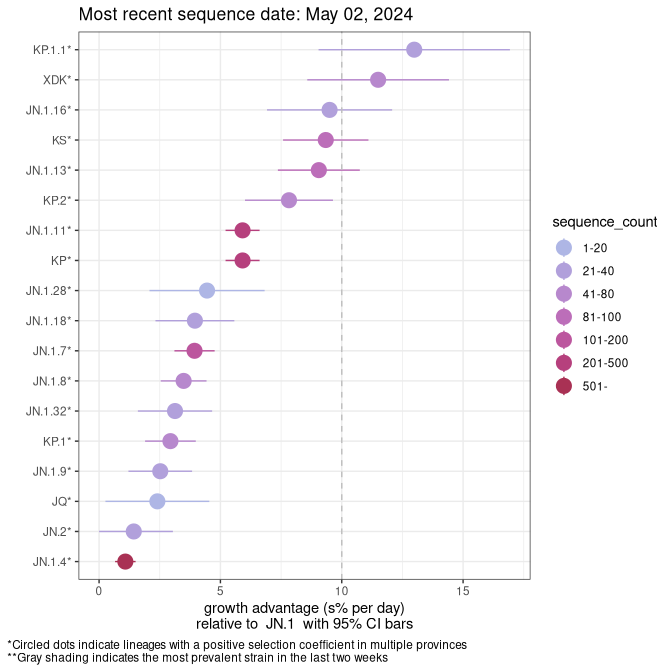 Most recent sequence date: May 02, 2024
KP.1.1*
XDK*
JN.1.16*
KS*
JN.1.13*
KP.2*
JN.1.11*
KP*
JN.1.28*
JN.1.18*
JN.1.7*
JN.1.8*
JN.1.32*
KP.1*
JN.1.9*
JQ*
JN.2*
JN.1.4*
0 5 10 15
growth advantage (s% per day)
relative to JN.1 with 95% CI bars
sequence_count
1-20
21-40
41-80
81-100
101-200
201-500
501-
*Circled dots indicate lineages with a positive selection coefficient in multiple provinces
**Gray shading indicates the most prevalent strain in the last two weeks